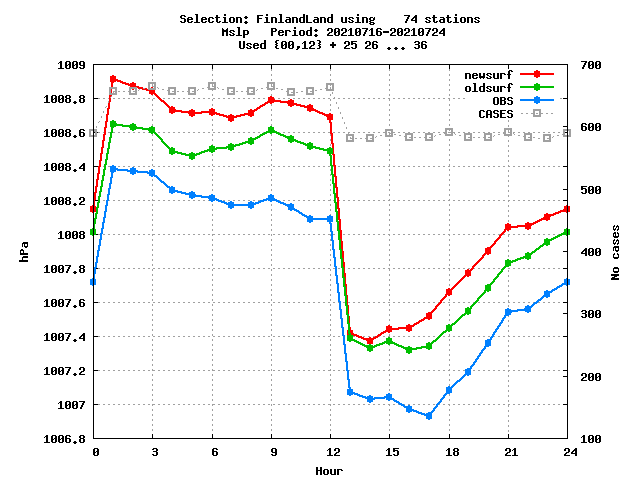 Selection: FinlandLand using    74 stations
Mslp   Period: 20210716-20210724
Used {00,12} + 25 26 ... 36
1009
1008.8
1008.6
1008.4
1008.2
1008
1007.8
1007.6
1007.4
1007.2
1007
1006.8
hPa
newsurf
oldsurf
OBS
CASES
700
600
500
400
300
200
100
No cases
0 3 6 9 12 15 18 21 24
Hour